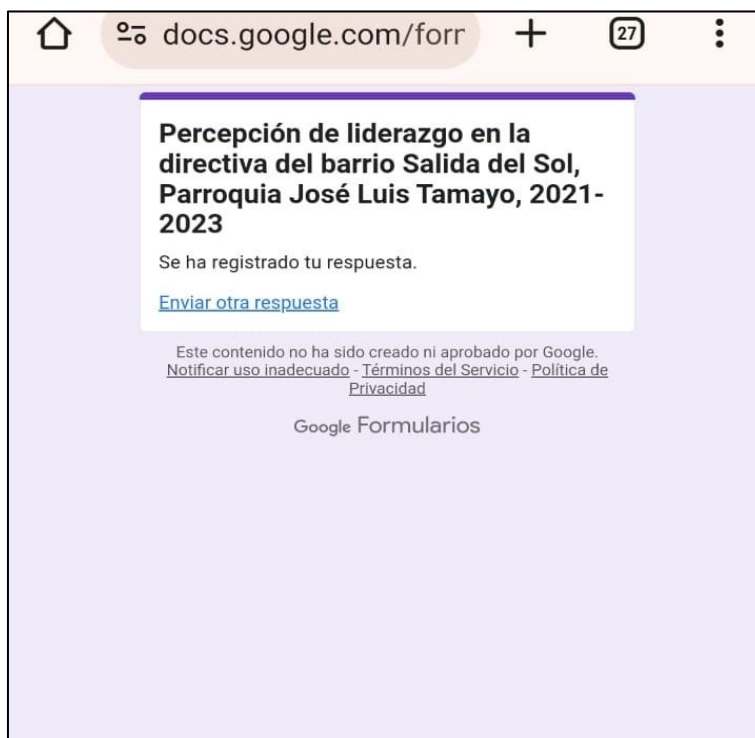 docs.google.com/forr
27
Percepción de liderazgo en la
directiva del barrio Salida del Sol,
Parroquia José Luis Tamayo, 2021-
2023
Se ha registrado tu respuesta.
Enviar otra respuesta
Este contenido no ha sido creado ni aprobado por Google.
Notificar uso inadecuado - Términos del Servicio - Política de
Privacidad
Google Formularios